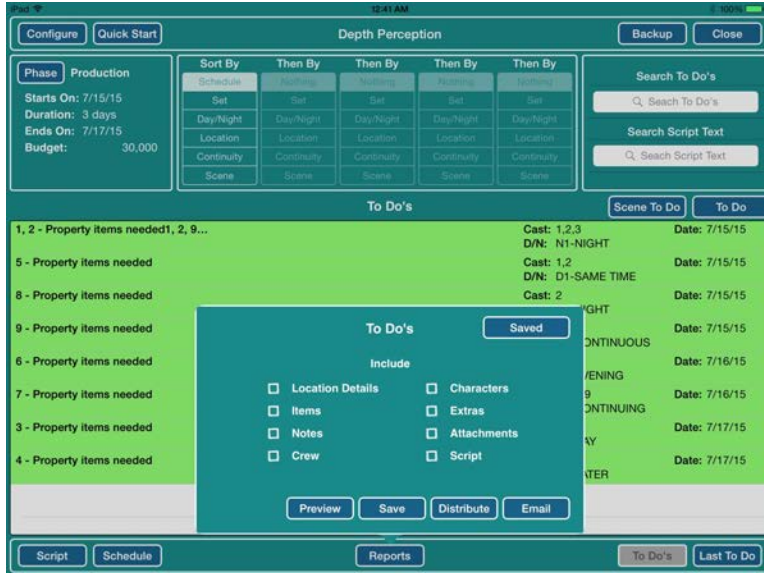 iPad 12:41 AM 100%
Configure Quick Start Depth Perception Backup Close
Phase Production
Starts On: 7/15/15
Duration: 3 days
Ends On: 7/17/15
Budget: 30,000
Sort By Then By Then By Then By Then By
Schedule Nothing Nothing Nothing Nothing
Set Set Set Set Set
Day/Night Day/Night Day/Night Day/Night Day/Night
Location Location Location Location Location
Continuity Continuity Continuity Continuity Continuity
Scene Scene Scene Scene Scene
Search To Do's
Seach To Do's
Search Script Text
Seach Script Text
To Do's Scene To Do To Do
1, 2 - Property items needed1, 2, 9... Cast: 1,2,3 Date: 7/15/15
D/N: N1-NIGHT
5 - Property items needed Cast: 1,2 Date: 7/15/15
D/N: D1-SAME TIME
8 - Property items needed Cast: 2 Date: 7/15/15
IGHT
9 - Property items needed Date: 7/15/15
ONTINUOUS
6 - Property items needed Date: 7/16/15
VENING
7 - Property items needed 9 Date: 7/16/15
ONTINUING
3 - Property items needed Date: 7/17/15
AY
4 - Property items needed Date: 7/17/15
ATER
To Do's Saved
Include
Location Details Characters
Items Extras
Notes Attachments
Crew Script
Preview Save Distribute Email
Script Schedule Reports To Do's Last To Do